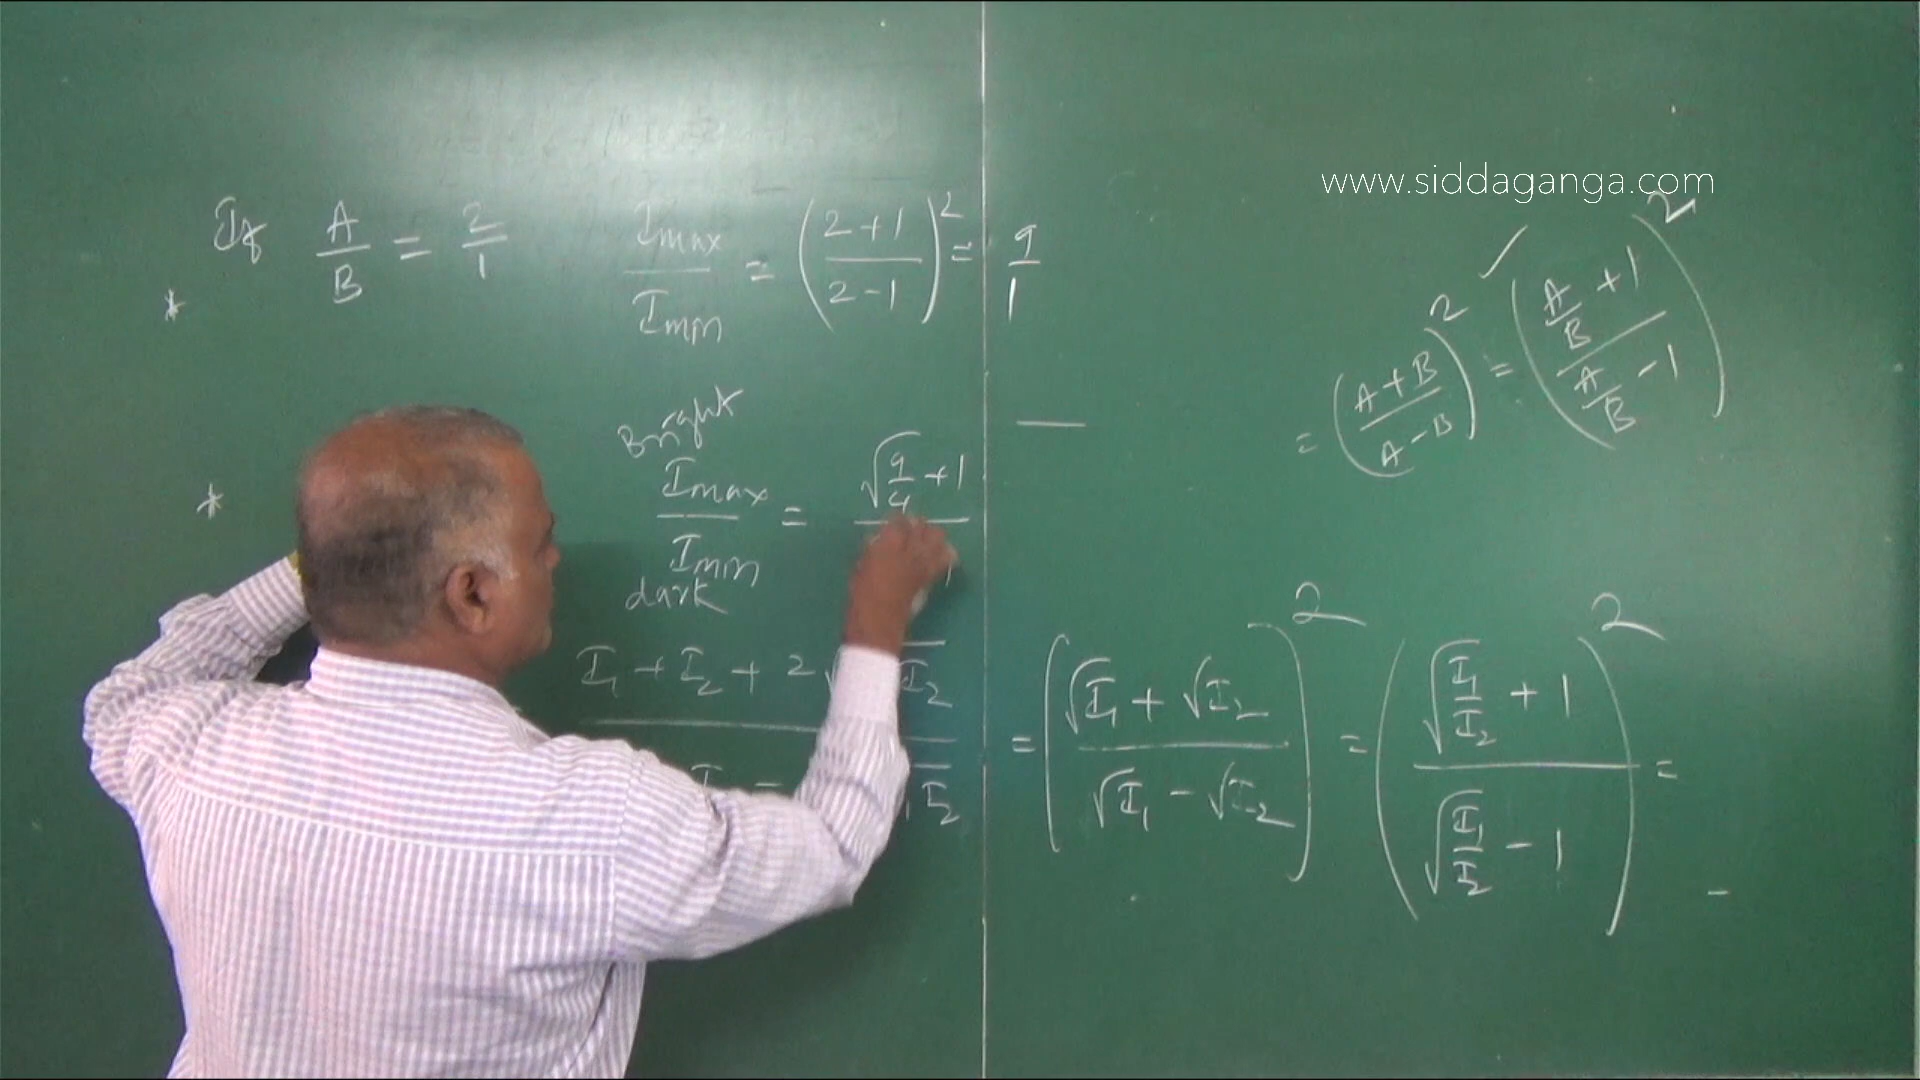 www.siddaganga.com
If A/B = 2/1 Imax/Imin = ((2+1)/(2-1))² = 9/1
*
= ((A+B)/(A-B))² = ((A/B +1)/(A/B -1))²
Bright
* Imax/Imin = √(9/4) +1
dark
I₁ + I₂ + 2 I₂
= ((√I₁ + √I₂)/(√I₁ - √I₂))² = ((√(I₁/I₂) + 1)/(√(I₁/I₂) - 1))² =